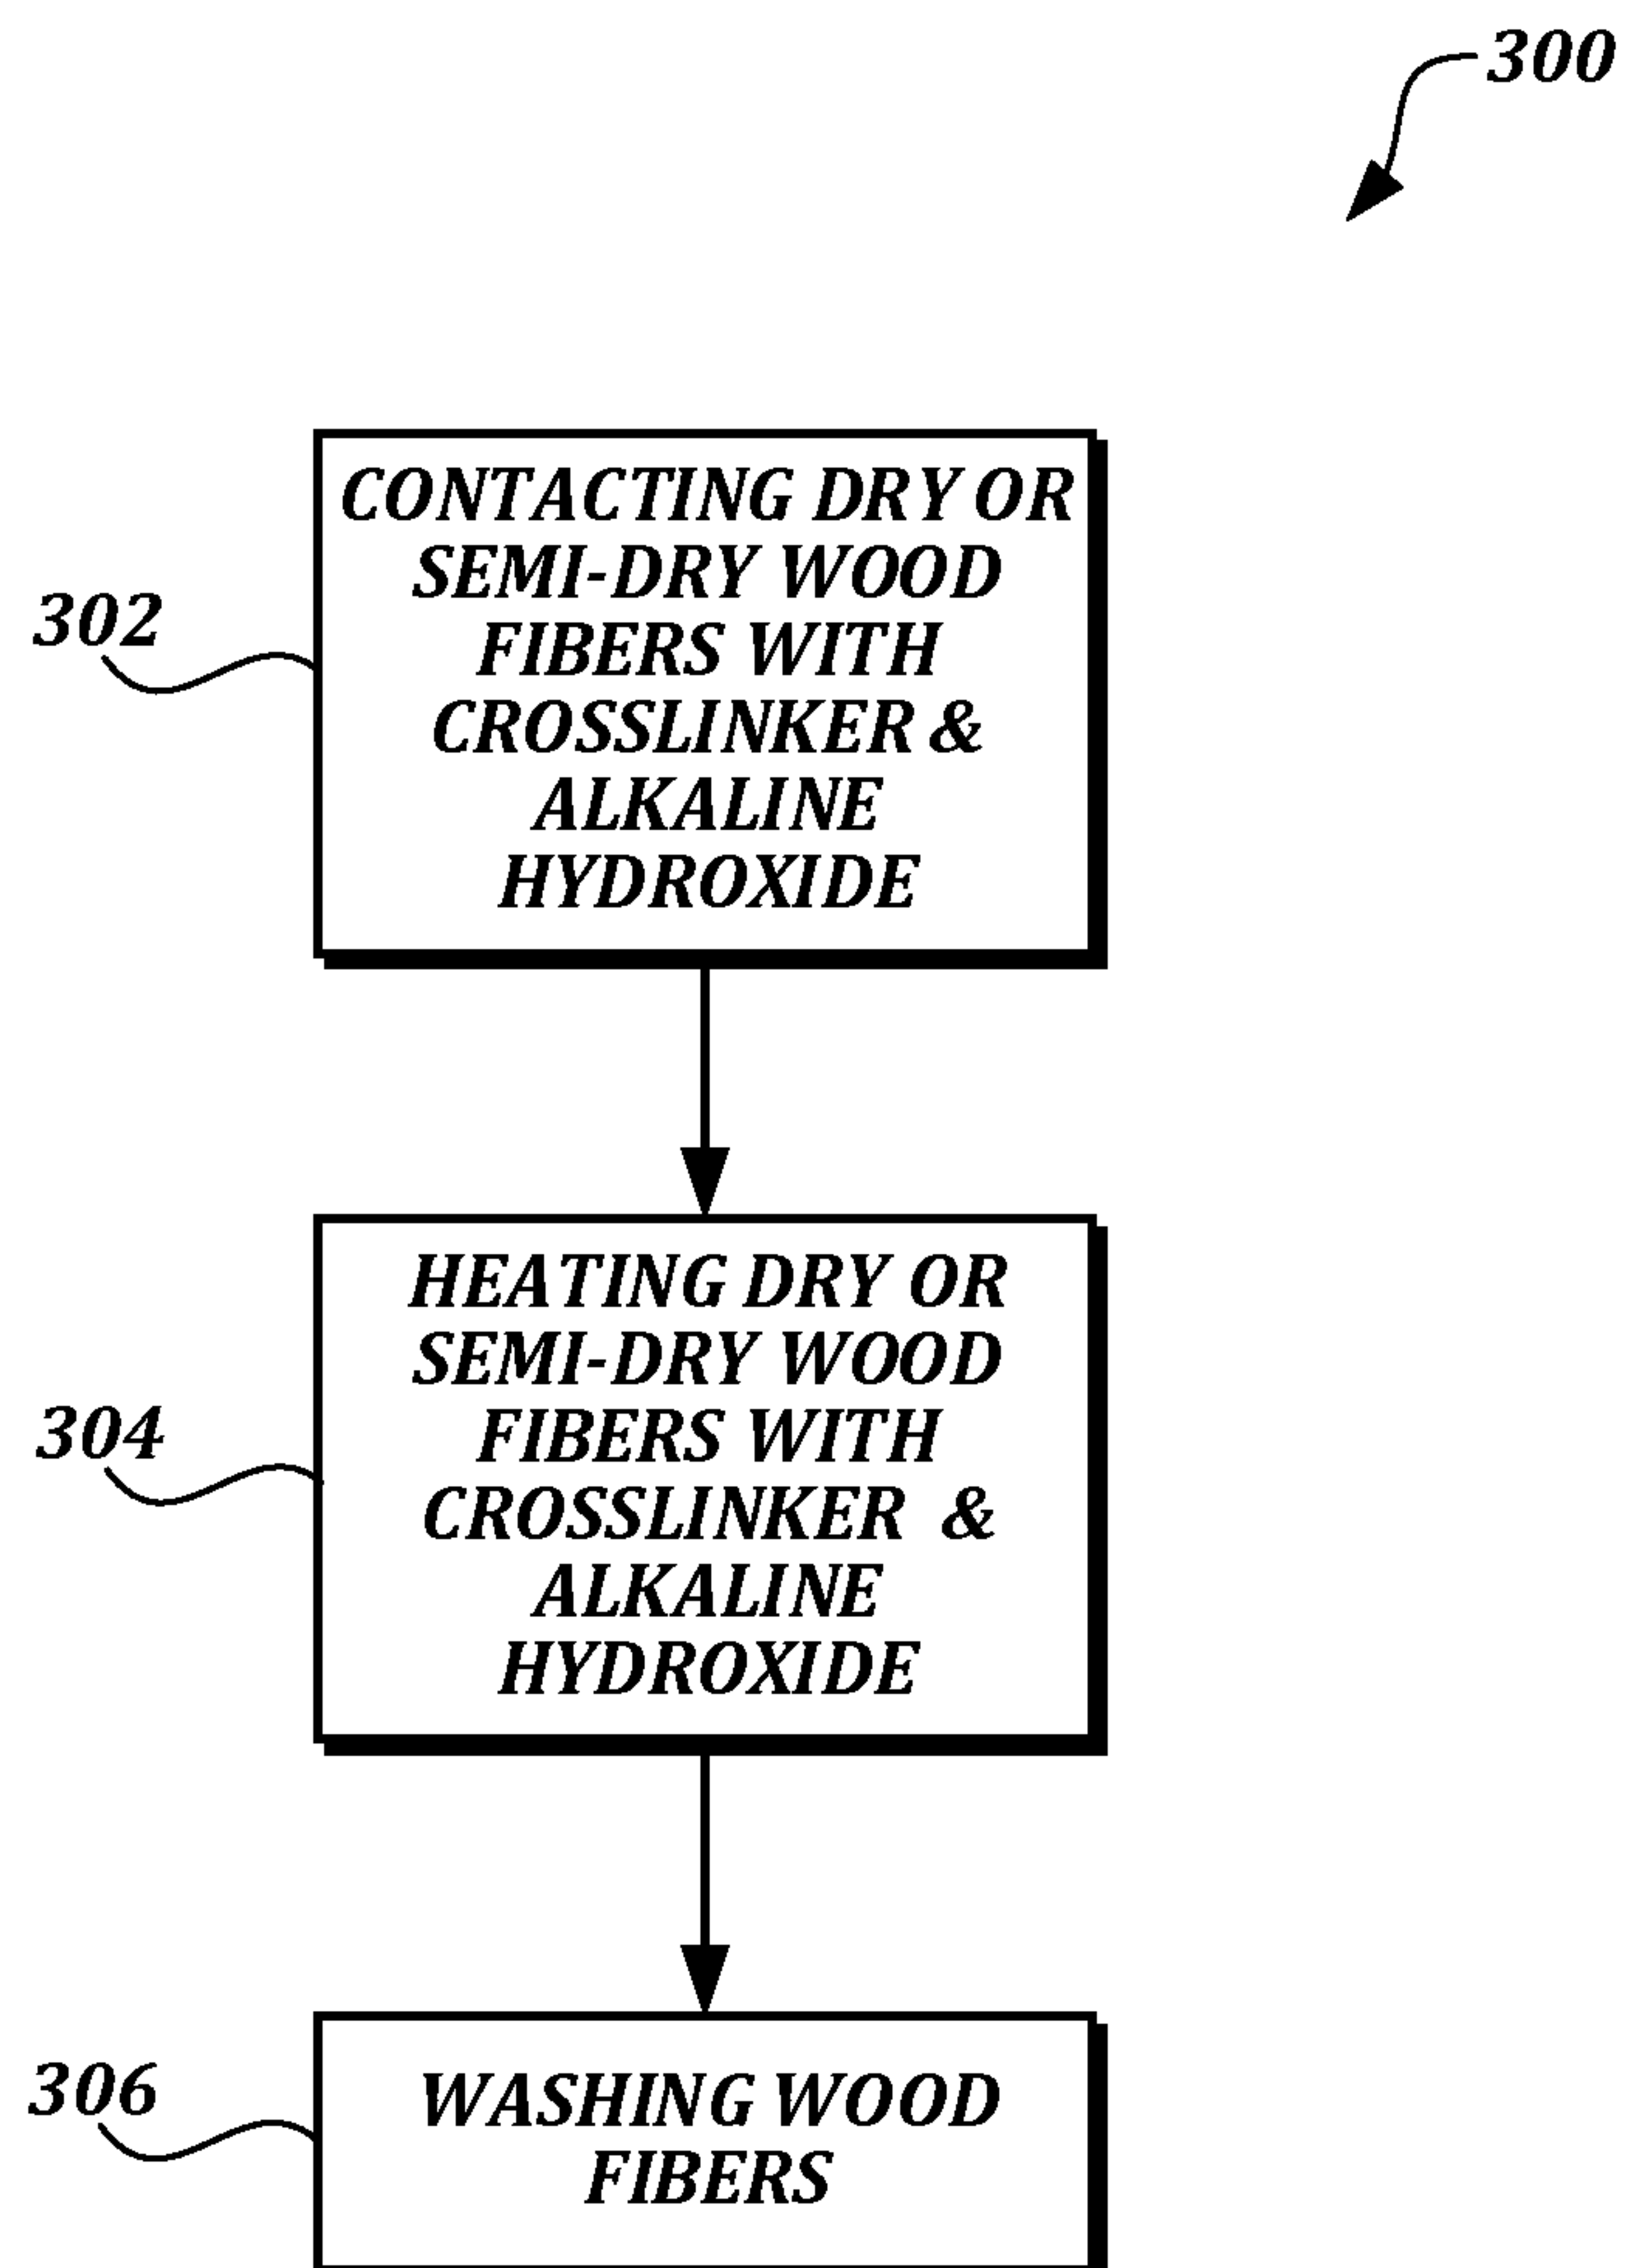 300
CONTACTING DRY OR
SEMI-DRY WOOD
FIBERS WITH
CROSSLINKER &
ALKALINE
HYDROXIDE
302
HEATING DRY OR
SEMI-DRY WOOD
FIBERS WITH
CROSSLINKER &
ALKALINE
HYDROXIDE
304
WASHING WOOD
FIBERS
306